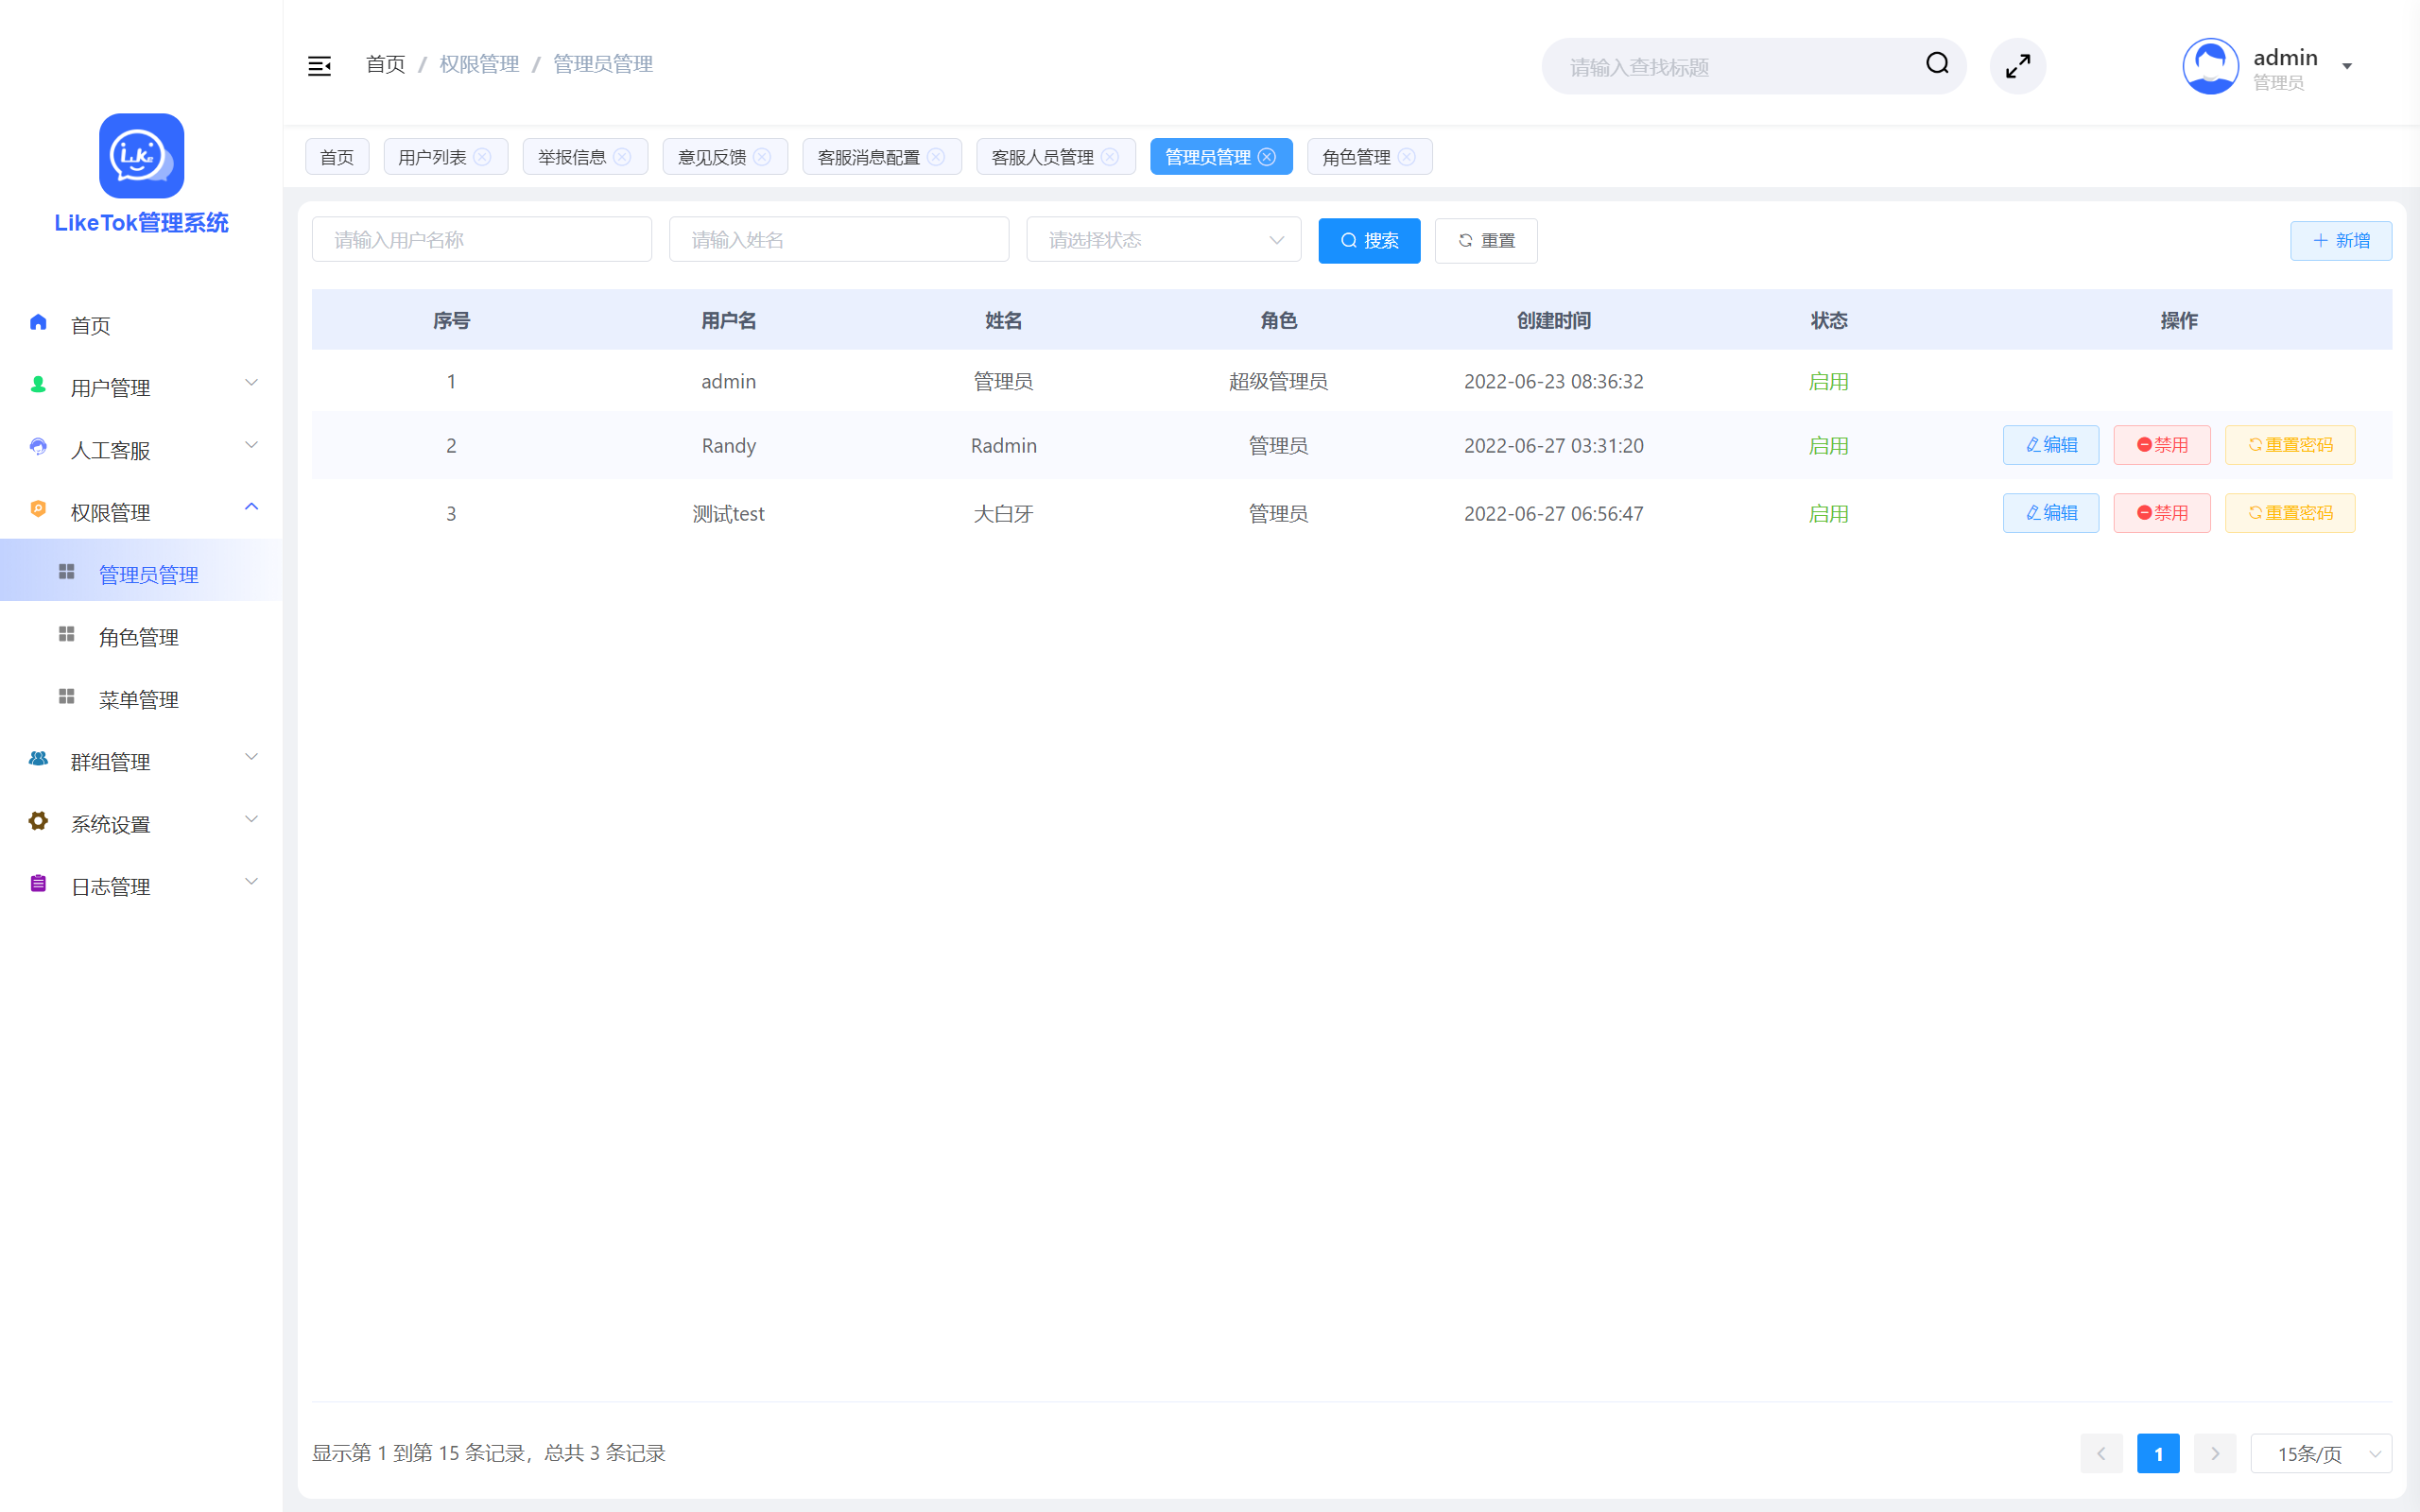 Like
LikeTok管理系统
首页
用户管理
人工客服
权限管理
管理员管理
角色管理
菜单管理
群组管理
系统设置
日志管理
首页 / 权限管理 / 管理员管理
请输入查找标题
admin
管理员
首页 用户列表 举报信息 意见反馈 客服消息配置 客服人员管理 管理员管理 角色管理
请输入用户名称 请输入姓名 请选择状态 搜索 重置 新增
序号 用户名 姓名 角色 创建时间 状态 操作
1 admin 管理员 超级管理员 2022-06-23 08:36:32 启用
2 Randy Radmin 管理员 2022-06-27 03:31:20 启用 编辑 禁用 重置密码
3 测试test 大白牙 管理员 2022-06-27 06:56:47 启用 编辑 禁用 重置密码
显示第 1 到第 15 条记录，总共 3 条记录
1 15条/页